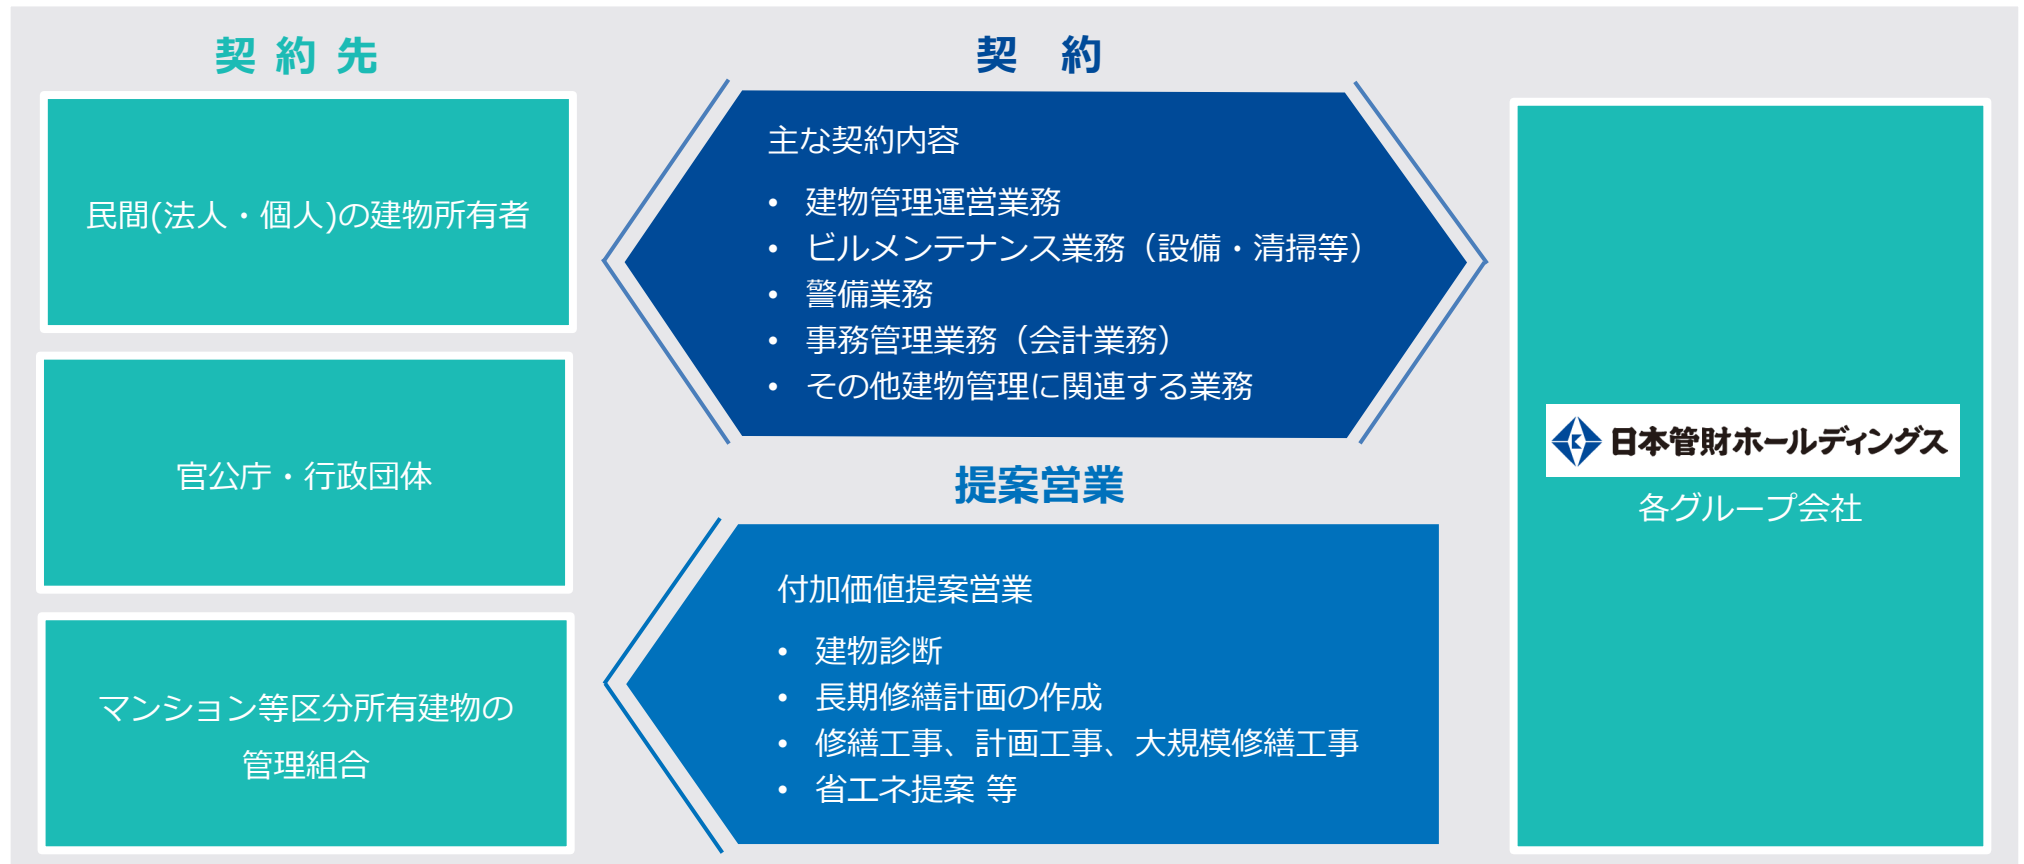 契約先
民間(法人・個人)の建物所有者
官公庁・行政団体
マンション等区分所有建物の
管理組合
契 約
主な契約内容
• 建物管理運営業務
• ビルメンテナンス業務（設備・清掃等）
• 警備業務
• 事務管理業務（会計業務）
• その他建物管理に関連する業務
提案営業
付加価値提案営業
• 建物診断
• 長期修繕計画の作成
• 修繕工事、計画工事、大規模修繕工事
• 省エネ提案 等
日本管財ホールディングス
各グループ会社